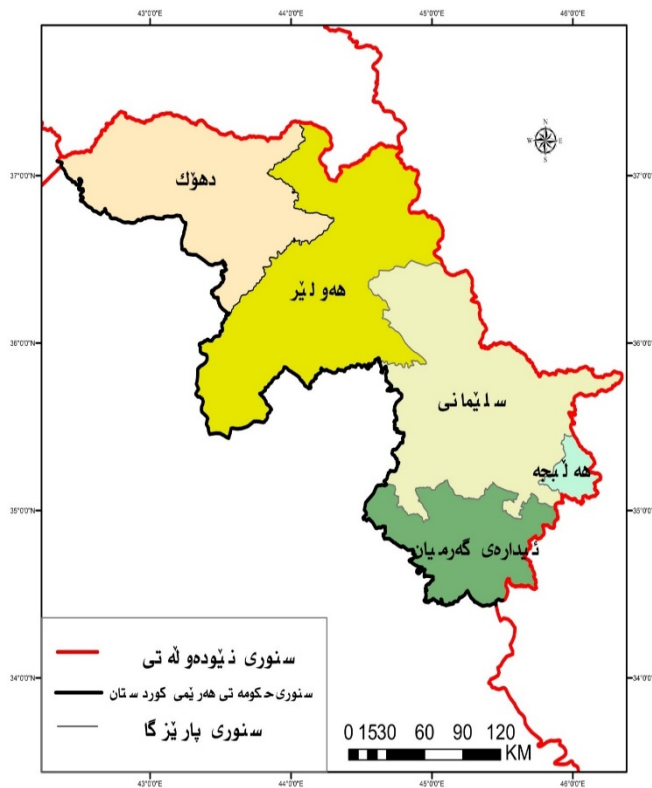 43°0'0"E 44°0'0"E 45°0'0"E 46°0'0"E
N
W E
S
37°0'0"N 37°0'0"N
دهۆك
هەولێر
36°0'0"N 36°0'0"N
سلێمانی
هەڵبجە
35°0'0"N 35°0'0"N
ئیدارەی گەرمیان
سنوری نێودەوڵەتی
سنوری حکومەتی هەرێمی کوردستان
سنوری پارێزگا
34°0'0"N 34°0'0"N
0 1530 60 90 120
KM
43°0'0"E 44°0'0"E 45°0'0"E 46°0'0"E